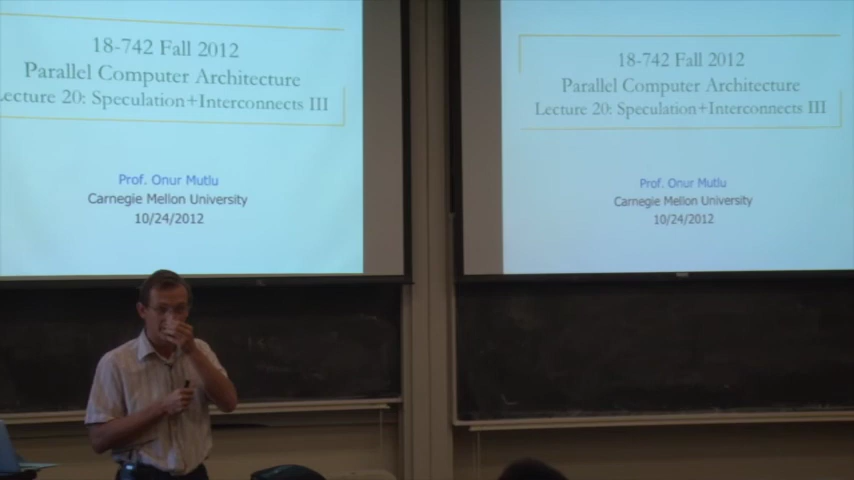 18-742 Fall 2012
Parallel Computer Architecture
Lecture 20: Speculation+Interconnects III
Prof. Onur Mutlu
Carnegie Mellon University
10/24/2012
18-742 Fall 2012
Parallel Computer Architecture
Lecture 20: Speculation+Interconnects III
Prof. Onur Mutlu
Carnegie Mellon University
10/24/2012